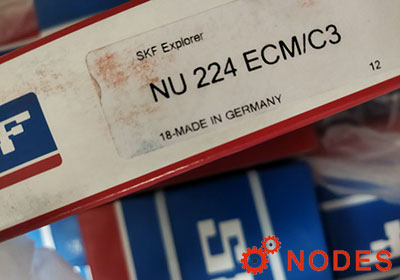 SKF Explorer
NU 224 ECM/C3
18-MADE IN GERMANY
12
F
S
NODES